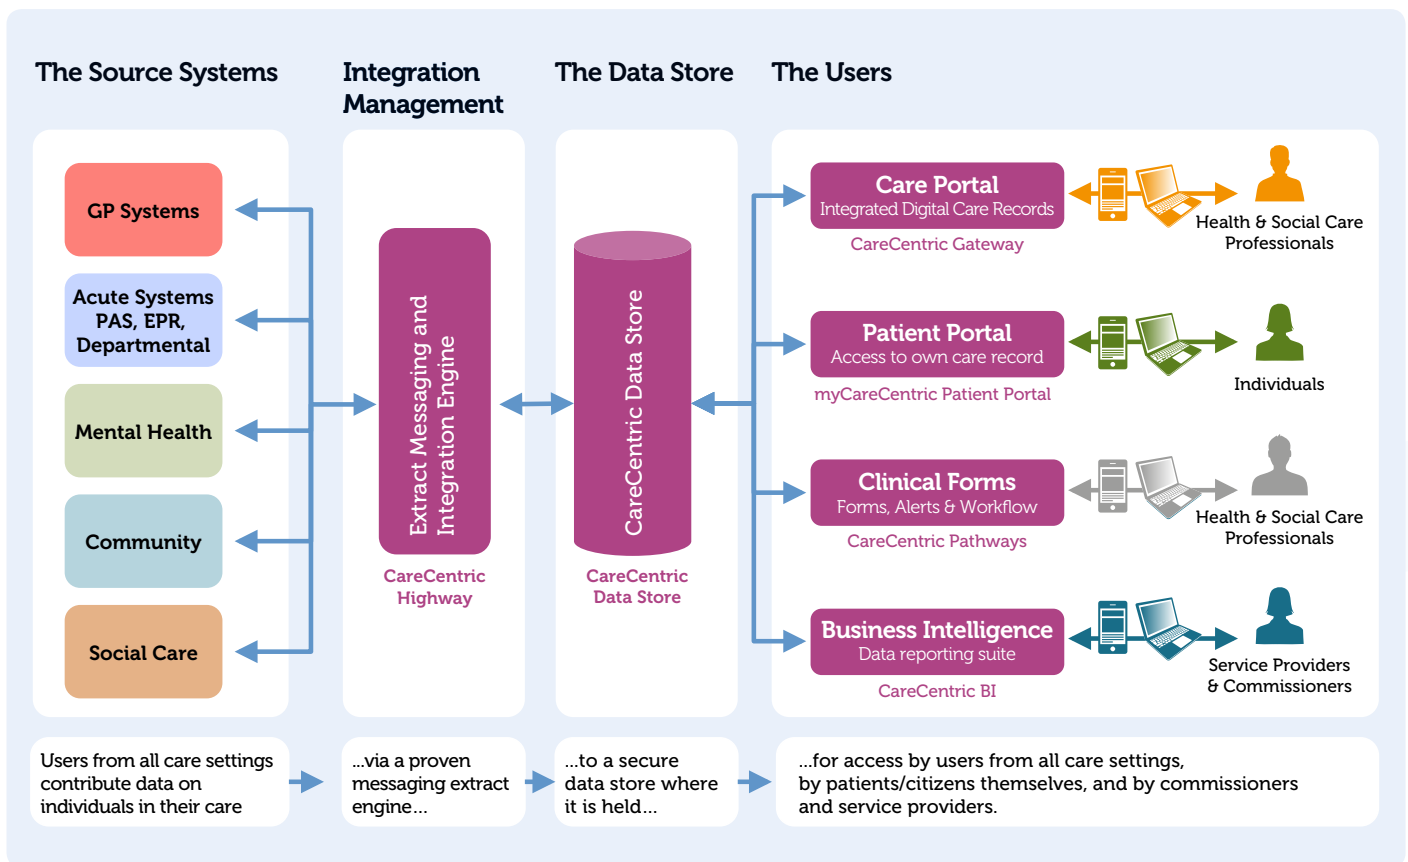 The Source Systems
Integration
Management
The Data Store
The Users
GP Systems
Acute Systems
PAS, EPR,
Departmental
Mental Health
Community
Social Care
Extract Messaging and
Integration Engine
CareCentric
Highway
CareCentric Data Store
CareCentric
Data Store
Care Portal
Integrated Digital Care Records
CareCentric Gateway
Health & Social Care
Professionals
Patient Portal
Access to own care record
myCareCentric Patient Portal
Individuals
Clinical Forms
Forms, Alerts & Workflow
CareCentric Pathways
Health & Social Care
Professionals
Business Intelligence
Data reporting suite
CareCentric BI
Service Providers
& Commissioners
Users from all care settings
contribute data on
individuals in their care
...via a proven
messaging extract
engine...
...to a secure
data store where
it is held...
...for access by users from all care settings,
by patients/citizens themselves, and by commissioners
and service providers.